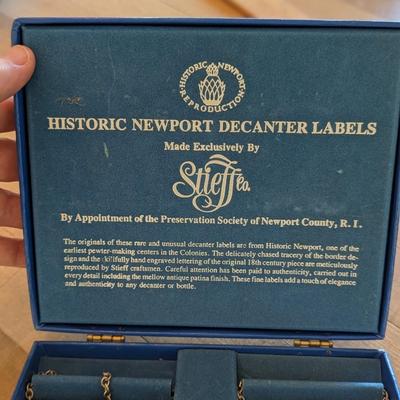 HISTORIC NEWPORT
REPRODUCTION
HISTORIC NEWPORT DECANTER LABELS
Made Exclusively By
Stieff Co.
By Appointment of the Preservation Society of Newport County, R. I.
The originals of these rare and unusual decanter labels are from Historic Newport, one of the
earliest pewter-making centers in the Colonies. The delicately chased tracery of the border de-
sign and the skillfully hand engraved lettering of the original 18th century piece are meticulously
reproduced by Stieff craftsmen. Careful attention has been paid to authenticity, carried out in
every detail including the mellow antique patina finish. These fine labels add a touch of elegance
and authenticity to any decanter or bottle.